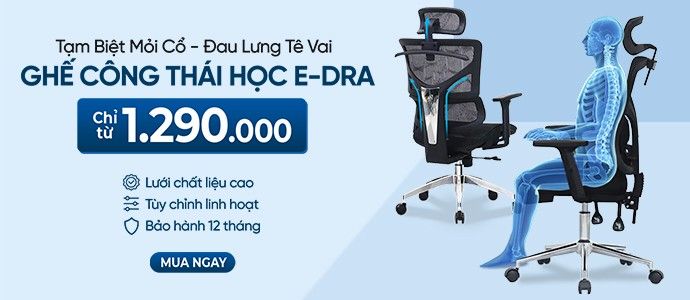 Tạm Biệt Mỏi Cổ - Đau Lưng Tê Vai
GHẾ CÔNG THÁI HỌC E-DRA
Chỉ từ 1.290.000
Lưới chất liệu cao
Tùy chỉnh linh hoạt
Bảo hành 12 tháng
MUA NGAY